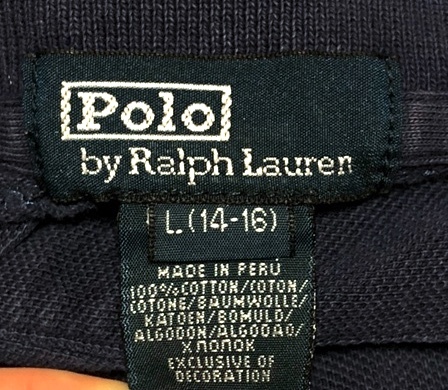 Polo
by Ralph Lauren
L (14-16)
MADE IN PERÚ
100%COTTON/COTON/
COTONE/BAUMWOLLE/
KATOEN/BOMULD/
ALGODON/ALGODAO/
ХЛОПОК
EXCLUSIVE OF
DECORATION